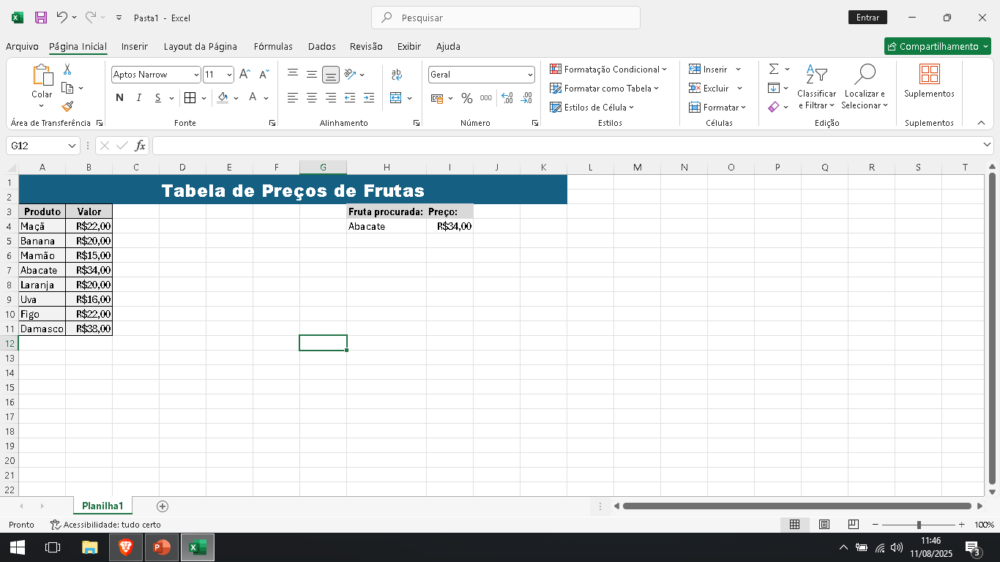 Pasta1 - Excel
Pesquisar
Entrar
Arquivo Página Inicial Inserir Layout da Página Fórmulas Dados Revisão Exibir Ajuda
Compartilhamento
Colar
Área de Transferência
Aptos Narrow 11
N I S A
Fonte
ab
Alinhamento
Geral
% 000
Número
Formatação Condicional
Formatar como Tabela
Estilos de Célula
Estilos
Inserir
Excluir
Formatar
Células
Classificar e Filtrar
Localizar e Selecionar
Edição
Suplementos
Suplementos
G12 fx
A B C D E F G H I J K L M N O P Q R S T
1 Tabela de Preços de Frutas
2
3 Produto Valor Fruta procurada: Preço:
4 Maçã R$22,00 Abacate R$34,00
5 Banana R$20,00
6 Mamão R$15,00
7 Abacate R$34,00
8 Laranja R$20,00
9 Uva R$16,00
10 Figo R$22,00
11 Damasco R$38,00
12
13
14
15
16
17
18
19
20
21
22
Planilha1
Pronto Acessibilidade: tudo certo 100%
11:46
11/08/2025
3